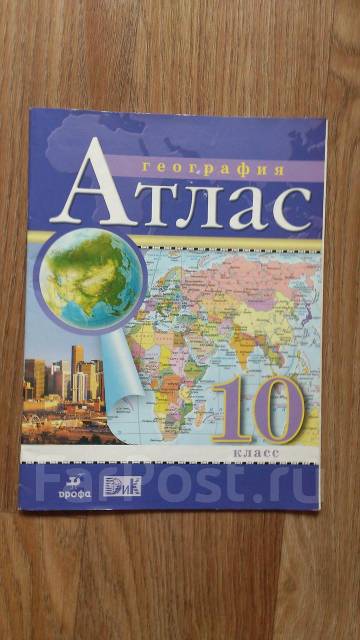 география
Атлас
10
класс
FarPost.ru
дрофа
ДиК